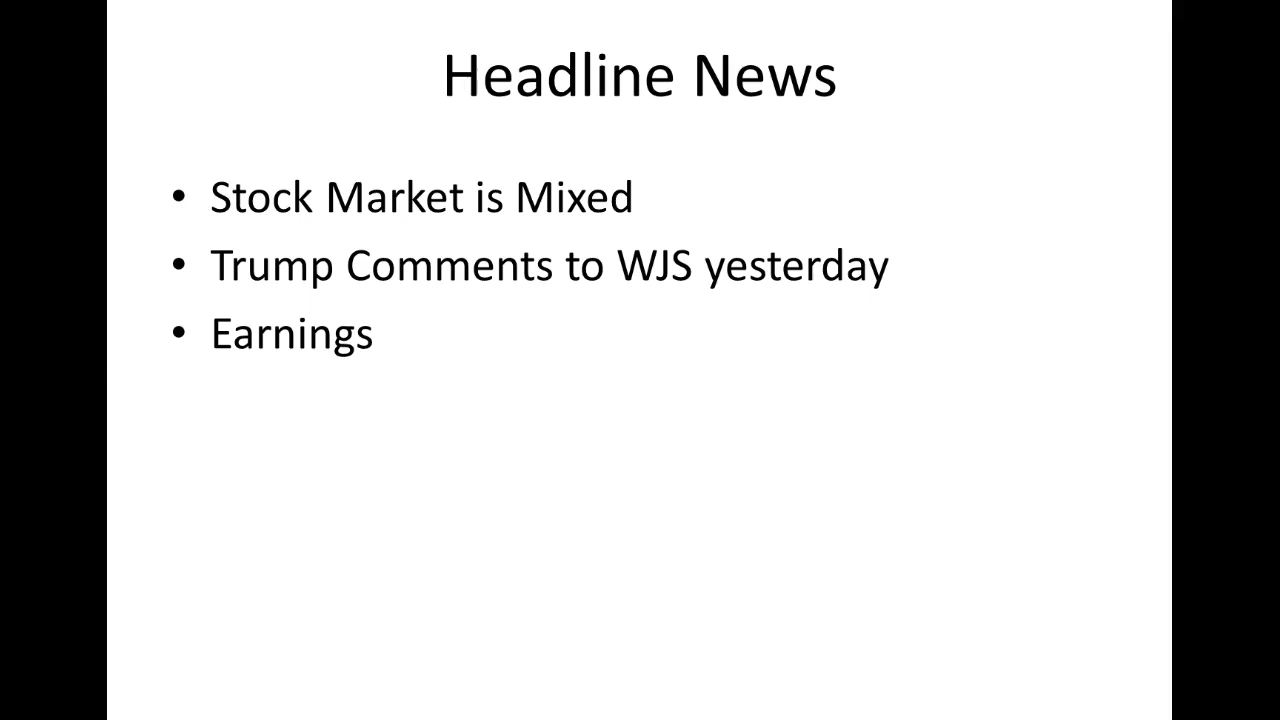 Headline News
• Stock Market is Mixed
• Trump Comments to WJS yesterday
• Earnings